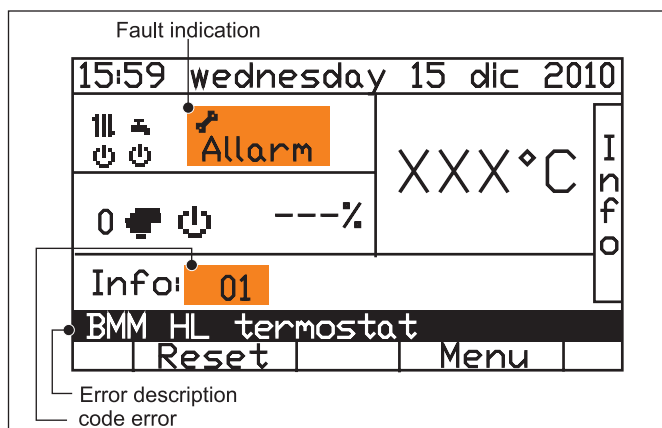 Fault indication
15:59 wednesday 15 dic 2010
Allarm
XXX°C
Info
0 ---%
Info: 01
BMM HL termostat
Reset Menu
Error description
code error